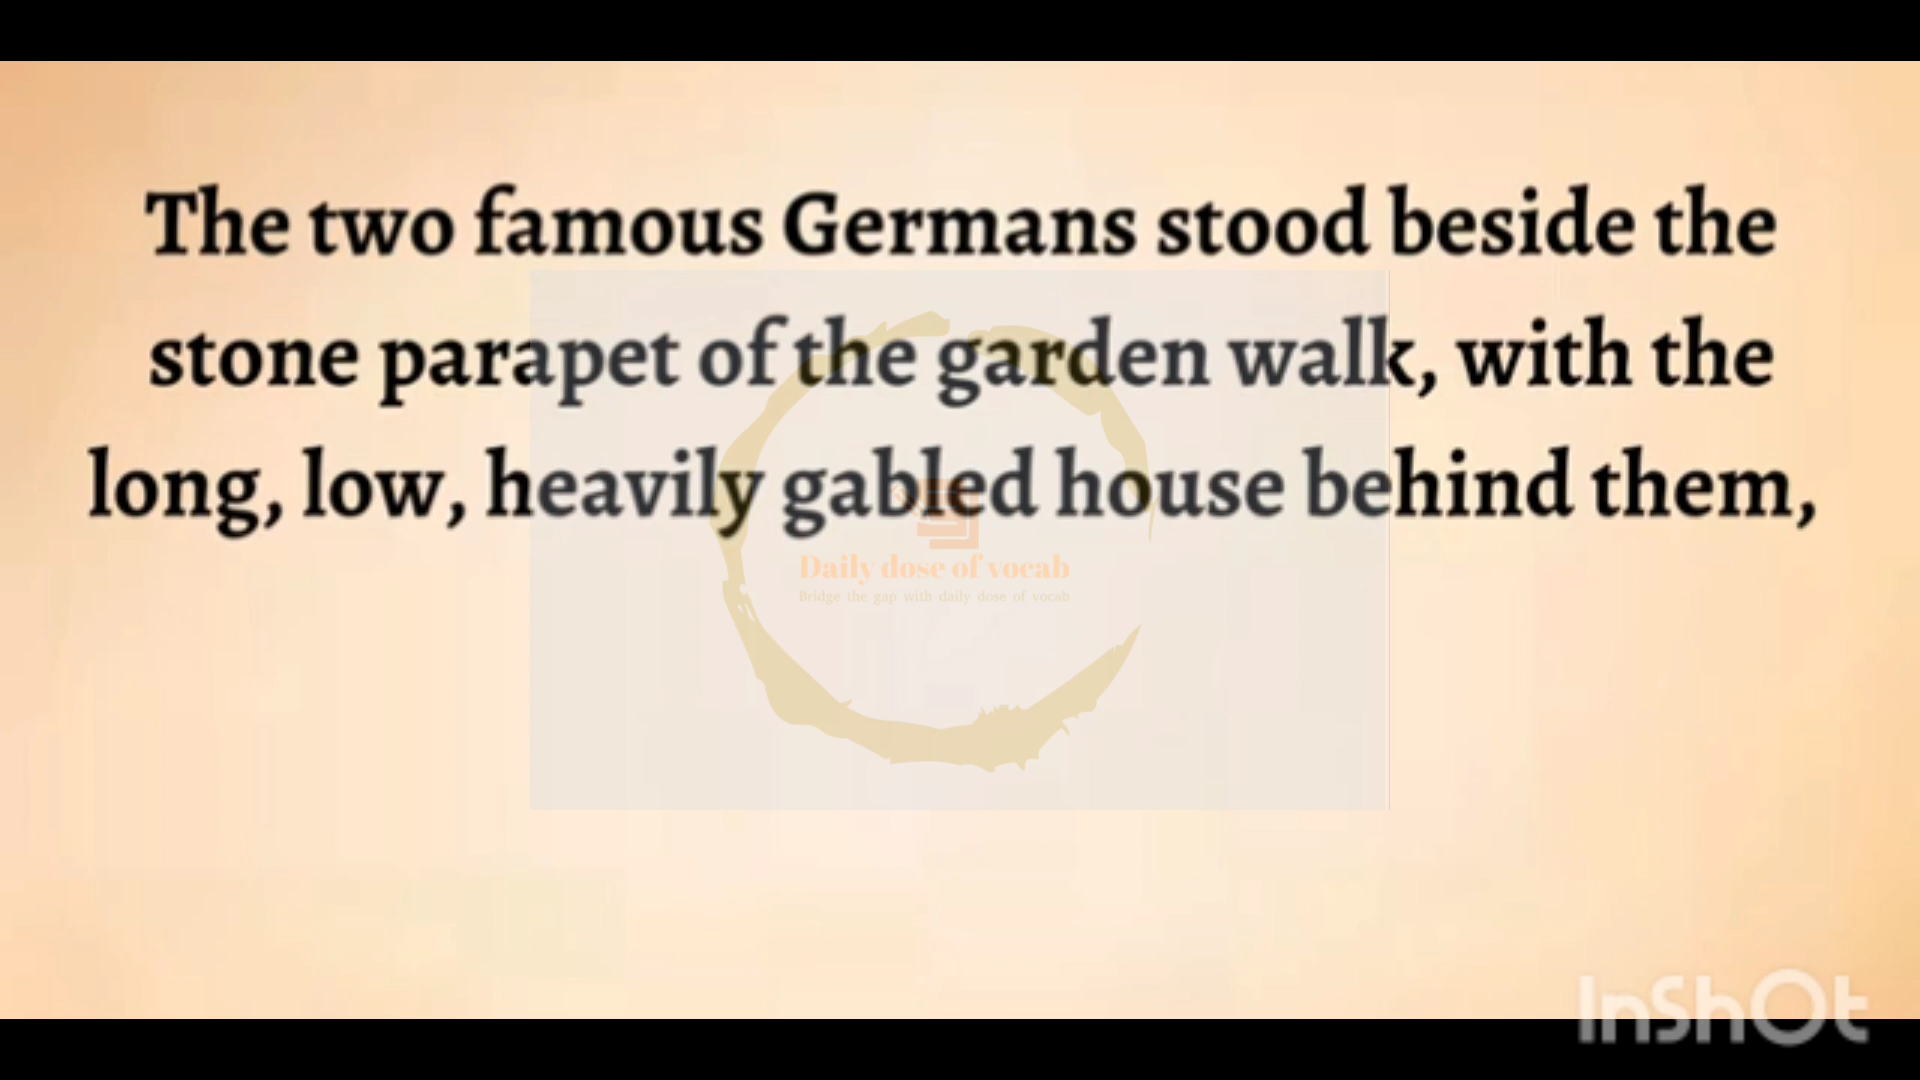 The two famous Germans stood beside the
stone parapet of the garden walk, with the
long, low, heavily gabled house behind them,
Daily dose of vocab
Bridge the gap with daily dose of vocab
InShOt